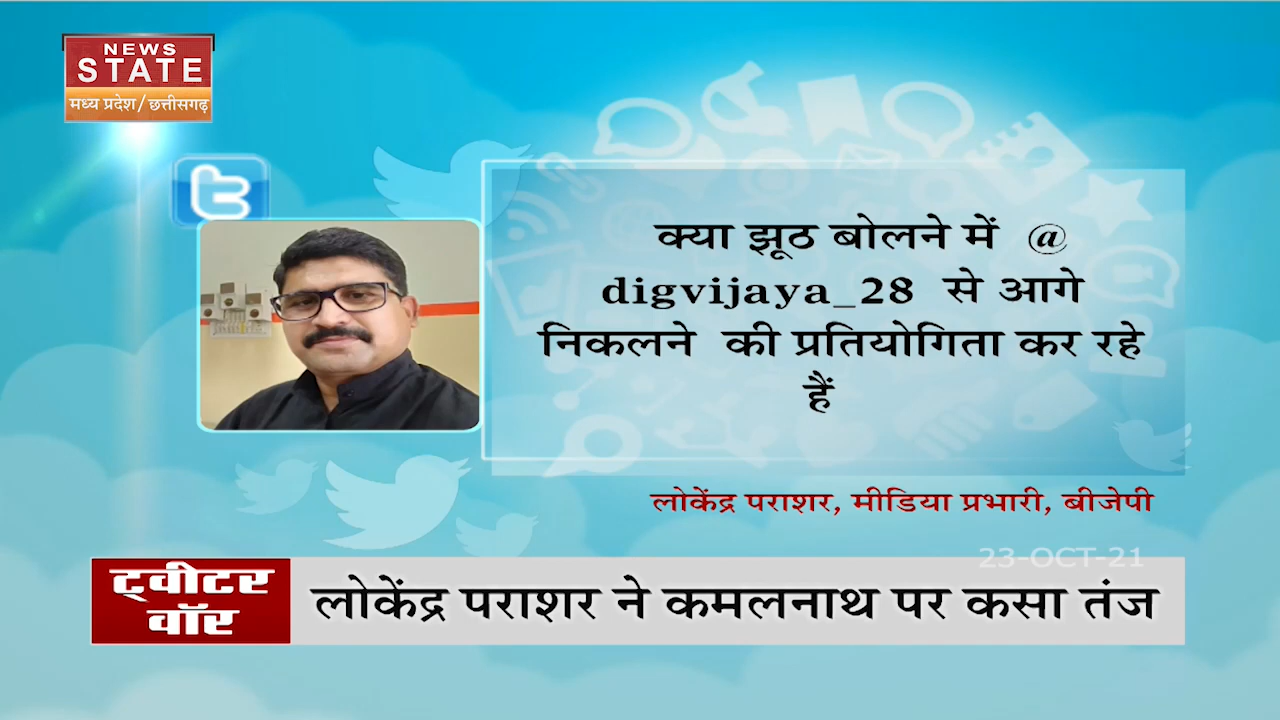 NEWS
STATE
मध्य प्रदेश/छत्तीसगढ़
क्या झूठ बोलने में @
digvijaya_28 से आगे
निकलने की प्रतियोगिता कर रहे
हैं
लोकेंद्र पराशर, मीडिया प्रभारी, बीजेपी
23-OCT-21
ट्वीटर
वॉर
लोकेंद्र पराशर ने कमलनाथ पर कसा तंज